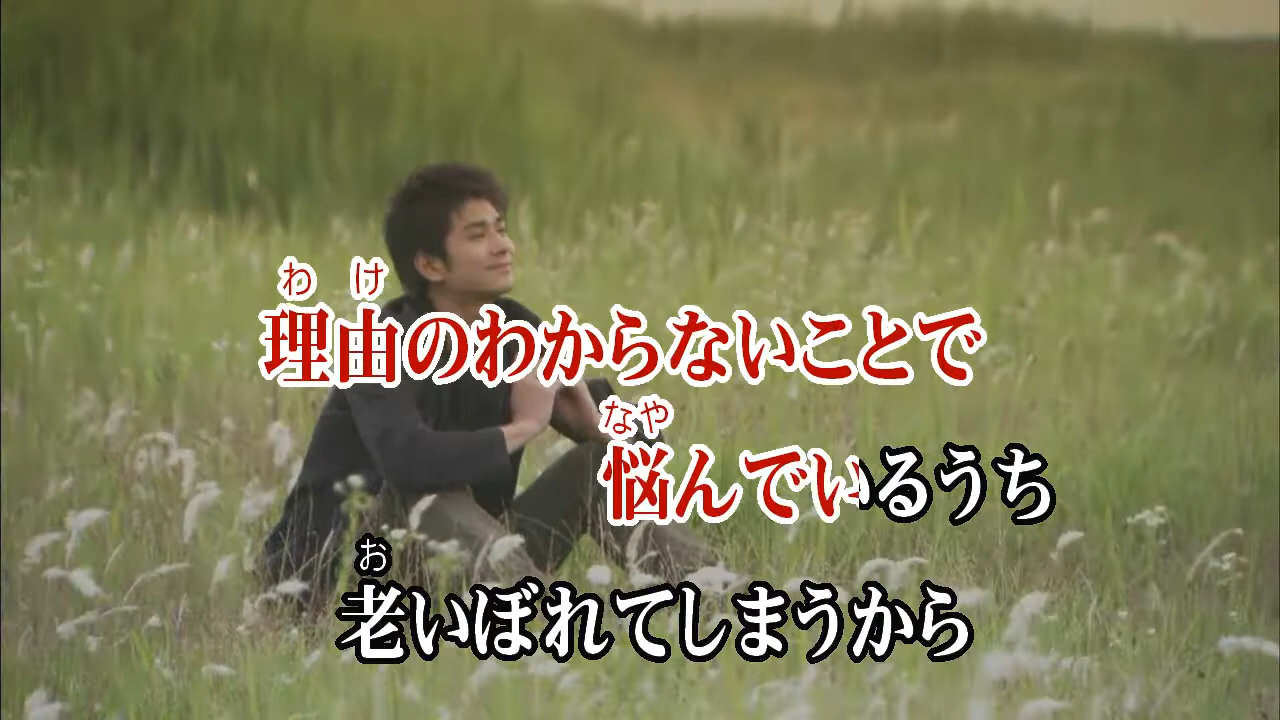 わけ
理由のわからないことで
なや
悩んでいるうち
お
老いぼれてしまうから